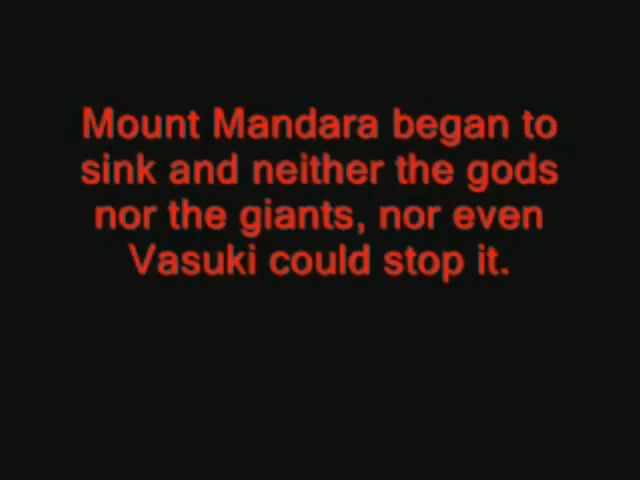 Mount Mandara began to
sink and neither the gods
nor the giants, nor even
Vasuki could stop it.